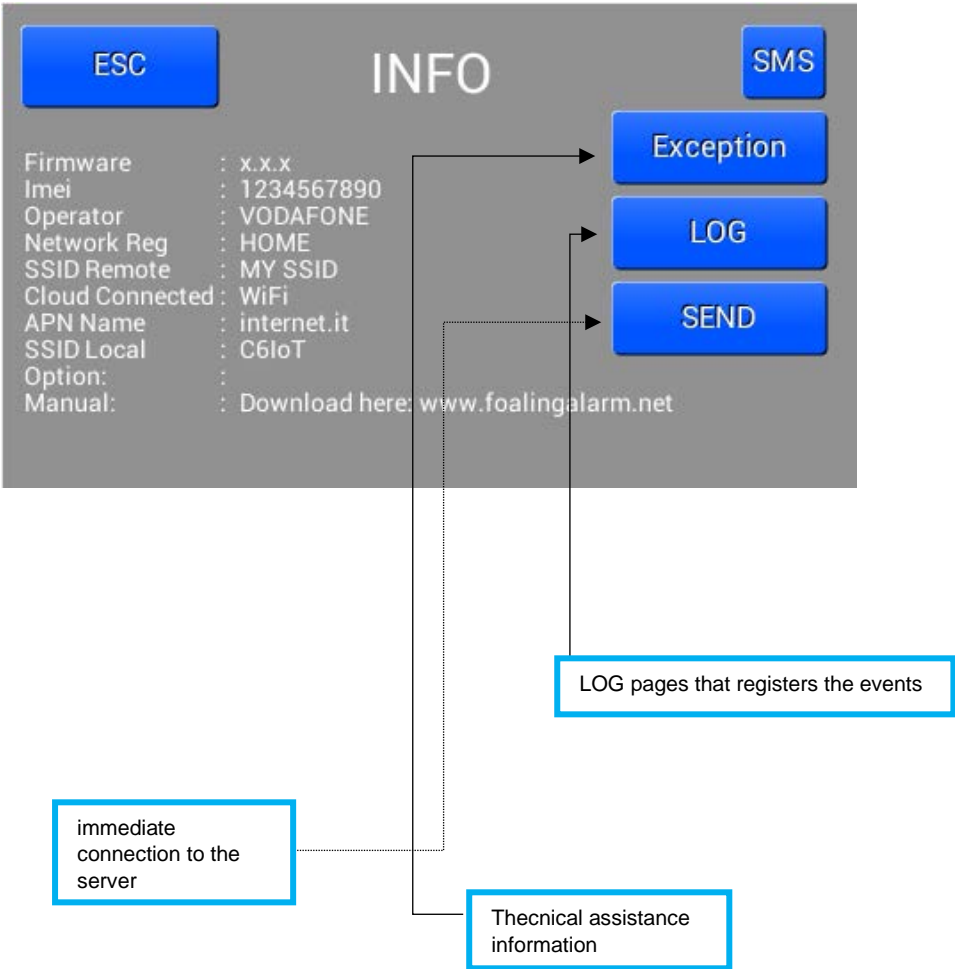 ESC
INFO
SMS
Exception
LOG
SEND
Firmware : x.x.x
Imei : 1234567890
Operator : VODAFONE
Network Reg : HOME
SSID Remote : MY SSID
Cloud Connected : WiFi
APN Name : internet.it
SSID Local : C6IoT
Option: :
Manual: : Download here: www.foalingalarm.net
LOG pages that registers the events
immediate
connection to the
server
Thecnical assistance
information